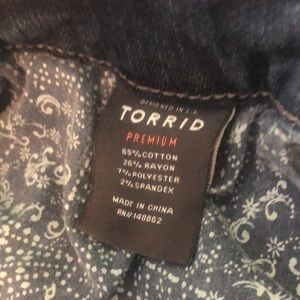 DESIGNED IN L.A.
TORRID
PREMIUM
65% COTTON
26% RAYON
7% POLYESTER
2% SPANDEX
MADE IN CHINA
RN# 148862